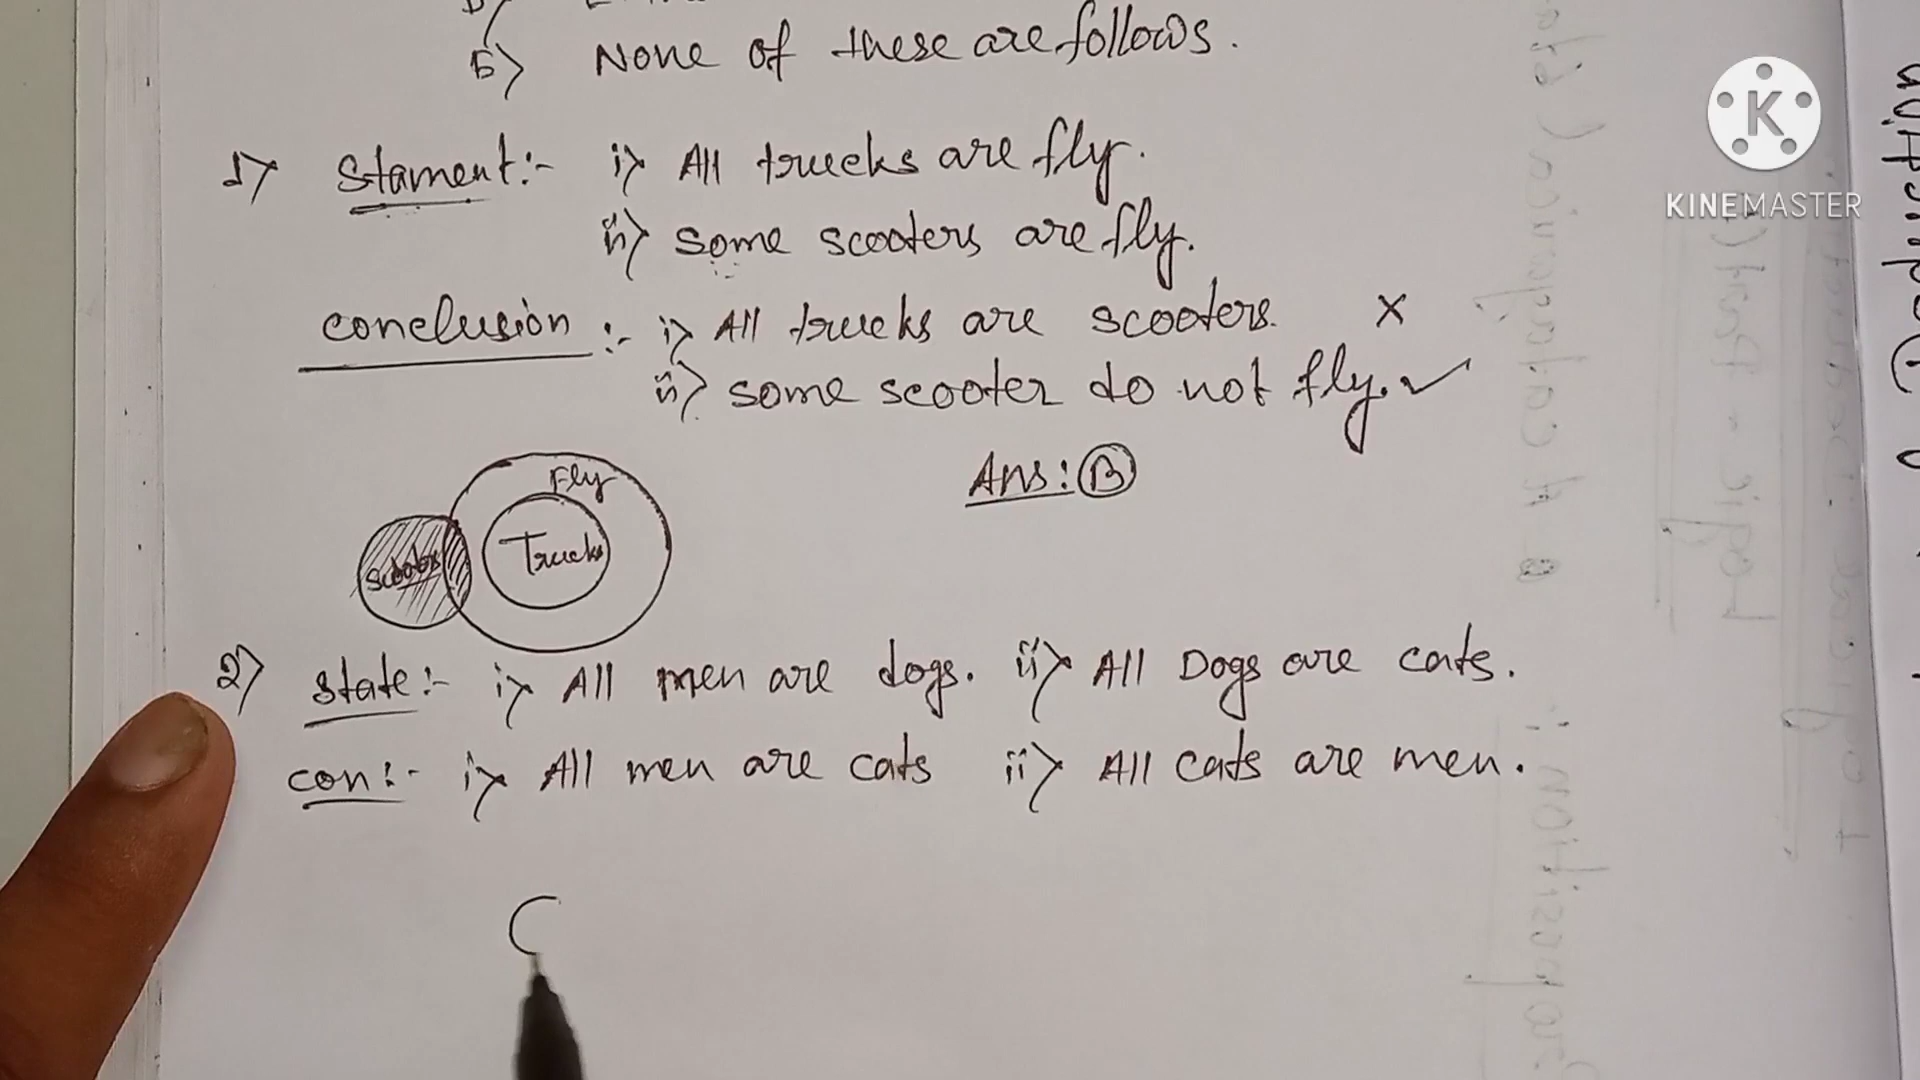 5) None of these are follows.
1) Stament:- i) All trucks are fly.
ii) some scooters are fly.
conclusion :- i) All trucks are scooters. X
ii) some scooter do not fly. ✓
Ans: B
Fly
Trucks
2) State:- i) All men are dogs. ii) All Dogs are cats.
con:- i) All men are cats ii) All cats are men.
KINEMASTER